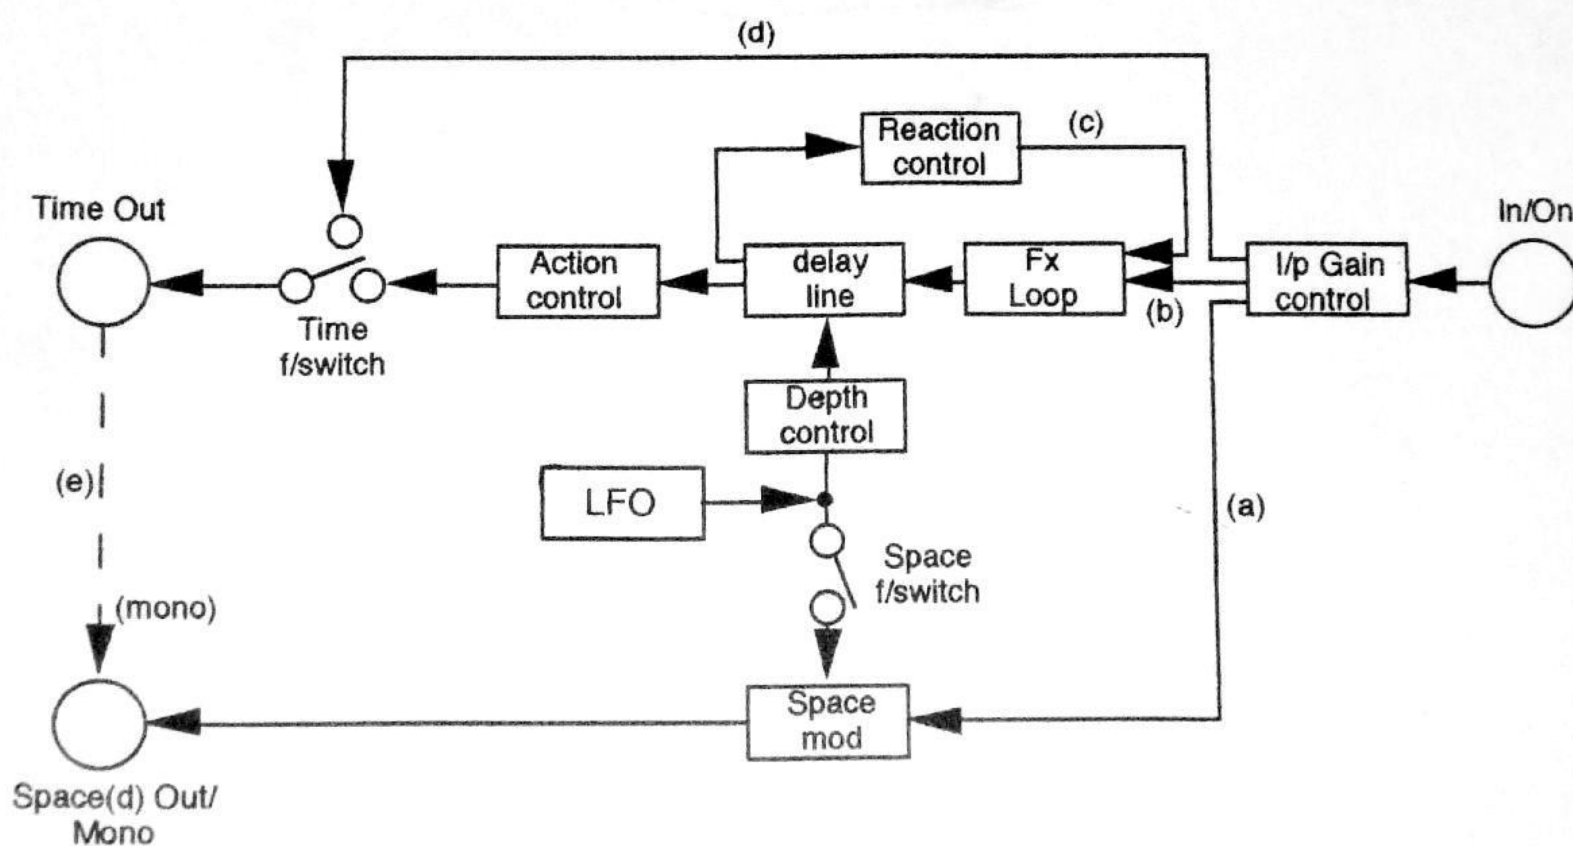 (d)
Reaction
control
(c)
Time Out
In/On
Action
control
delay
line
Fx
Loop
I/p Gain
control
(b)
Time
f/switch
Depth
control
(e)
LFO
(a)
Space
f/switch
(mono)
Space
mod
Space(d) Out/
Mono